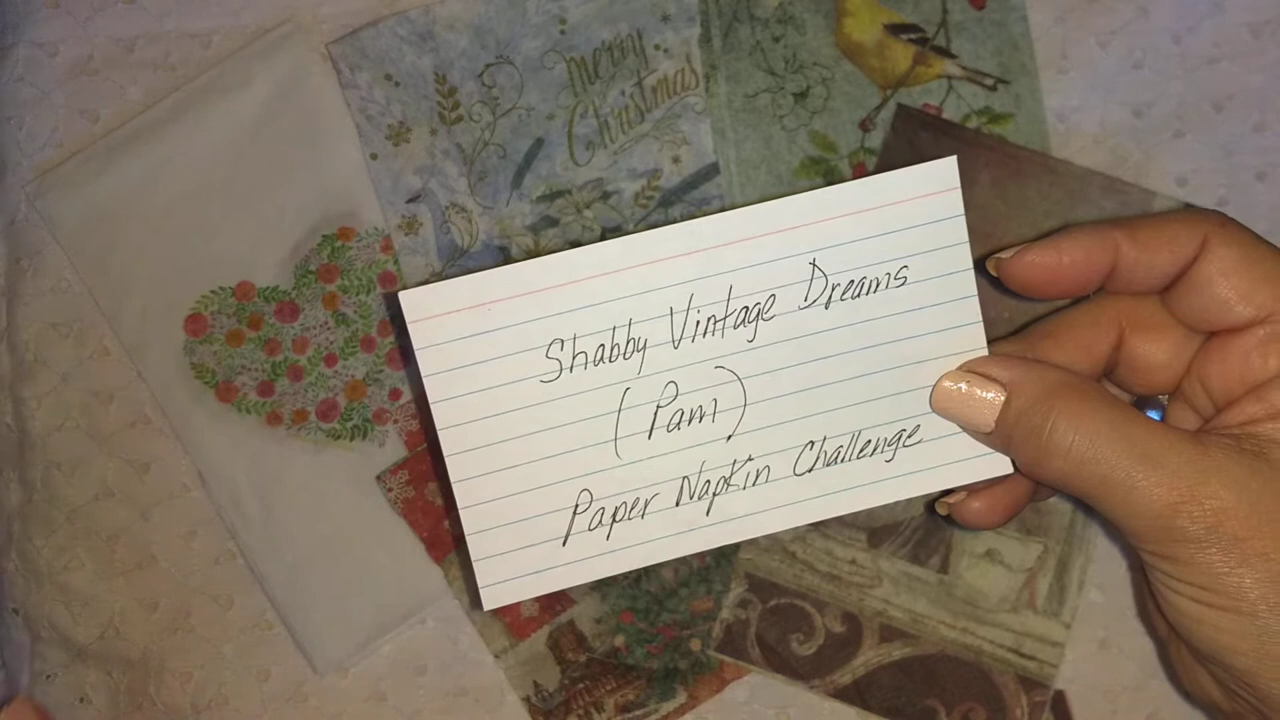 Merry
Christmas
Shabby Vintage Dreams
(Pam)
Paper Napkin Challenge